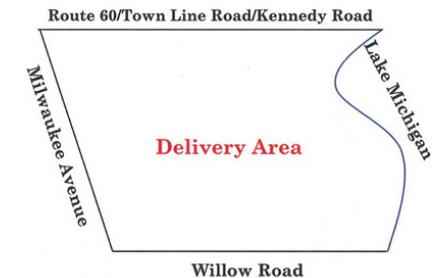 Route 60/Town Line Road/Kennedy Road
Milwaukee Avenue
Lake Michigan
Delivery Area
Willow Road